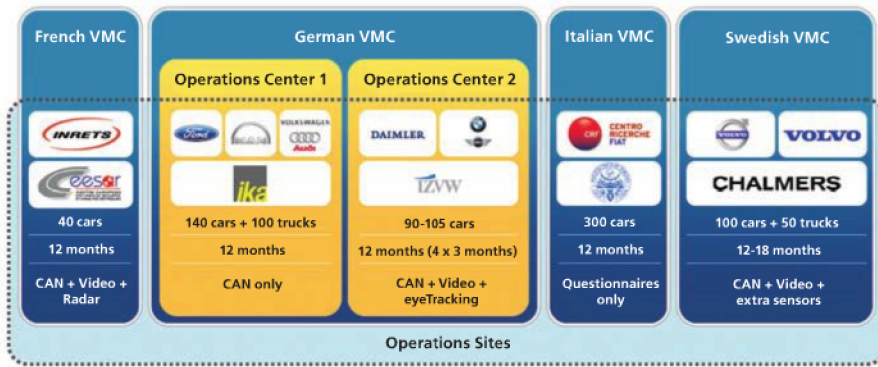 French VMC
German VMC
Italian VMC
Swedish VMC
Operations Center 1
Operations Center 2
INRETS
Ford
VOLKSWAGEN
Audi
DAIMLER
CRF
CENTRO
RICERCHE
FIAT
VOLVO
VOLVO
ceesar
ika
IZVW
CHALMERS
40 cars
140 cars + 100 trucks
90-105 cars
300 cars
100 cars + 50 trucks
12 months
12 months
12 months (4 x 3 months)
12 months
12-18 months
CAN + Video +
Radar
CAN only
CAN + Video +
eyeTracking
Questionnaires
only
CAN + Video +
extra sensors
Operations Sites